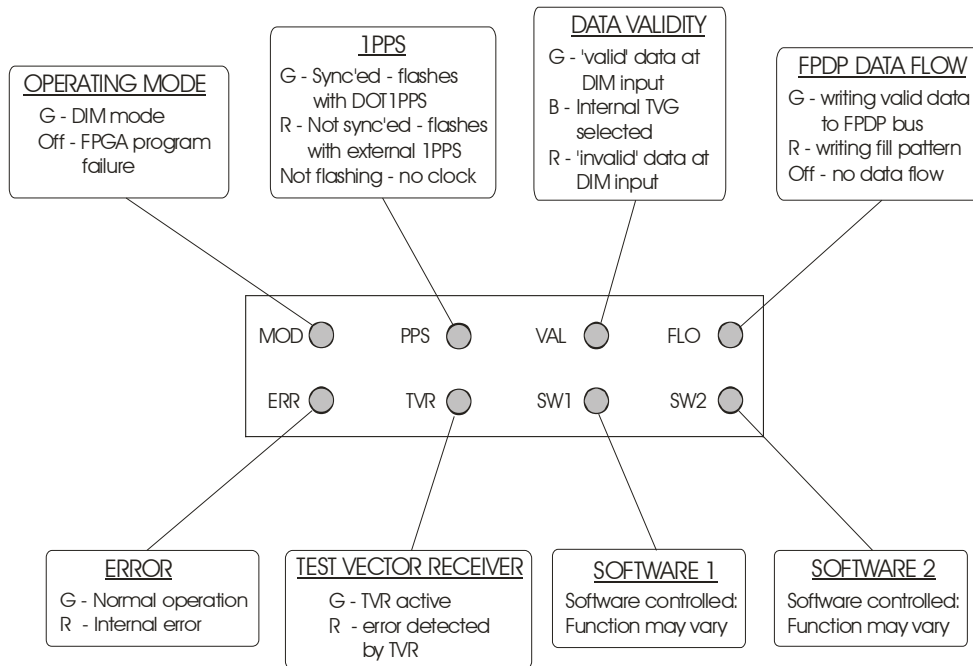 OPERATING MODE
G - DIM mode
Off - FPGA program
failure
1PPS
G - Sync'ed - flashes
with DOT1PPS
R - Not sync'ed - flashes
with external 1PPS
Not flashing - no clock
DATA VALIDITY
G - 'valid' data at
DIM input
B - Internal TVG
selected
R - 'invalid' data at
DIM input
FPDP DATA FLOW
G - writing valid data
to FPDP bus
R - writing fill pattern
Off - no data flow
MOD
PPS
VAL
FLO
ERR
TVR
SW1
SW2
ERROR
G - Normal operation
R - Internal error
TEST VECTOR RECEIVER
G - TVR active
R - error detected
by TVR
SOFTWARE 1
Software controlled:
Function may vary
SOFTWARE 2
Software controlled:
Function may vary